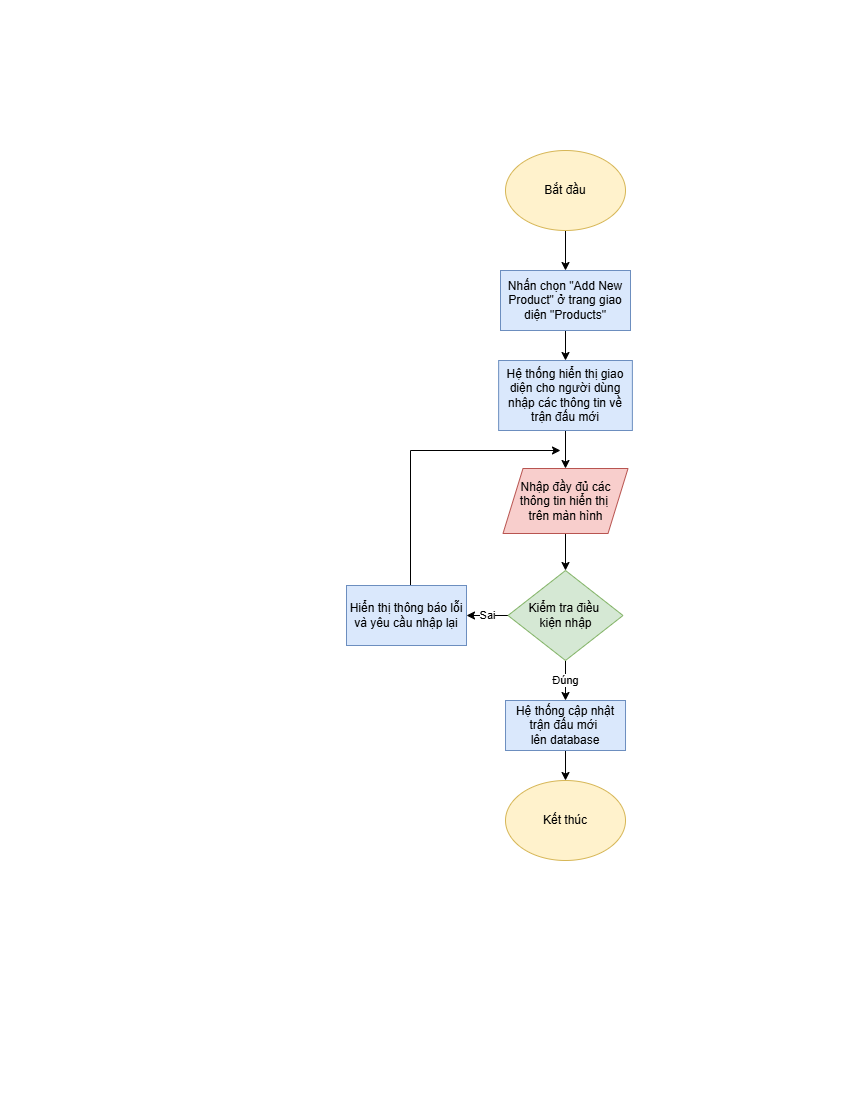 Bắt đầu
Nhấn chọn "Add New
Product" ở trang giao
diện "Products"
Hệ thống hiển thị giao
diện cho người dùng
nhập các thông tin về
trận đấu mới
Nhập đầy đủ các
thông tin hiển thị
trên màn hình
Kiểm tra điều
kiện nhập
Sai
Hiển thị thông báo lỗi
và yêu cầu nhập lại
Đúng
Hệ thống cập nhật
trận đấu mới
lên database
Kết thúc